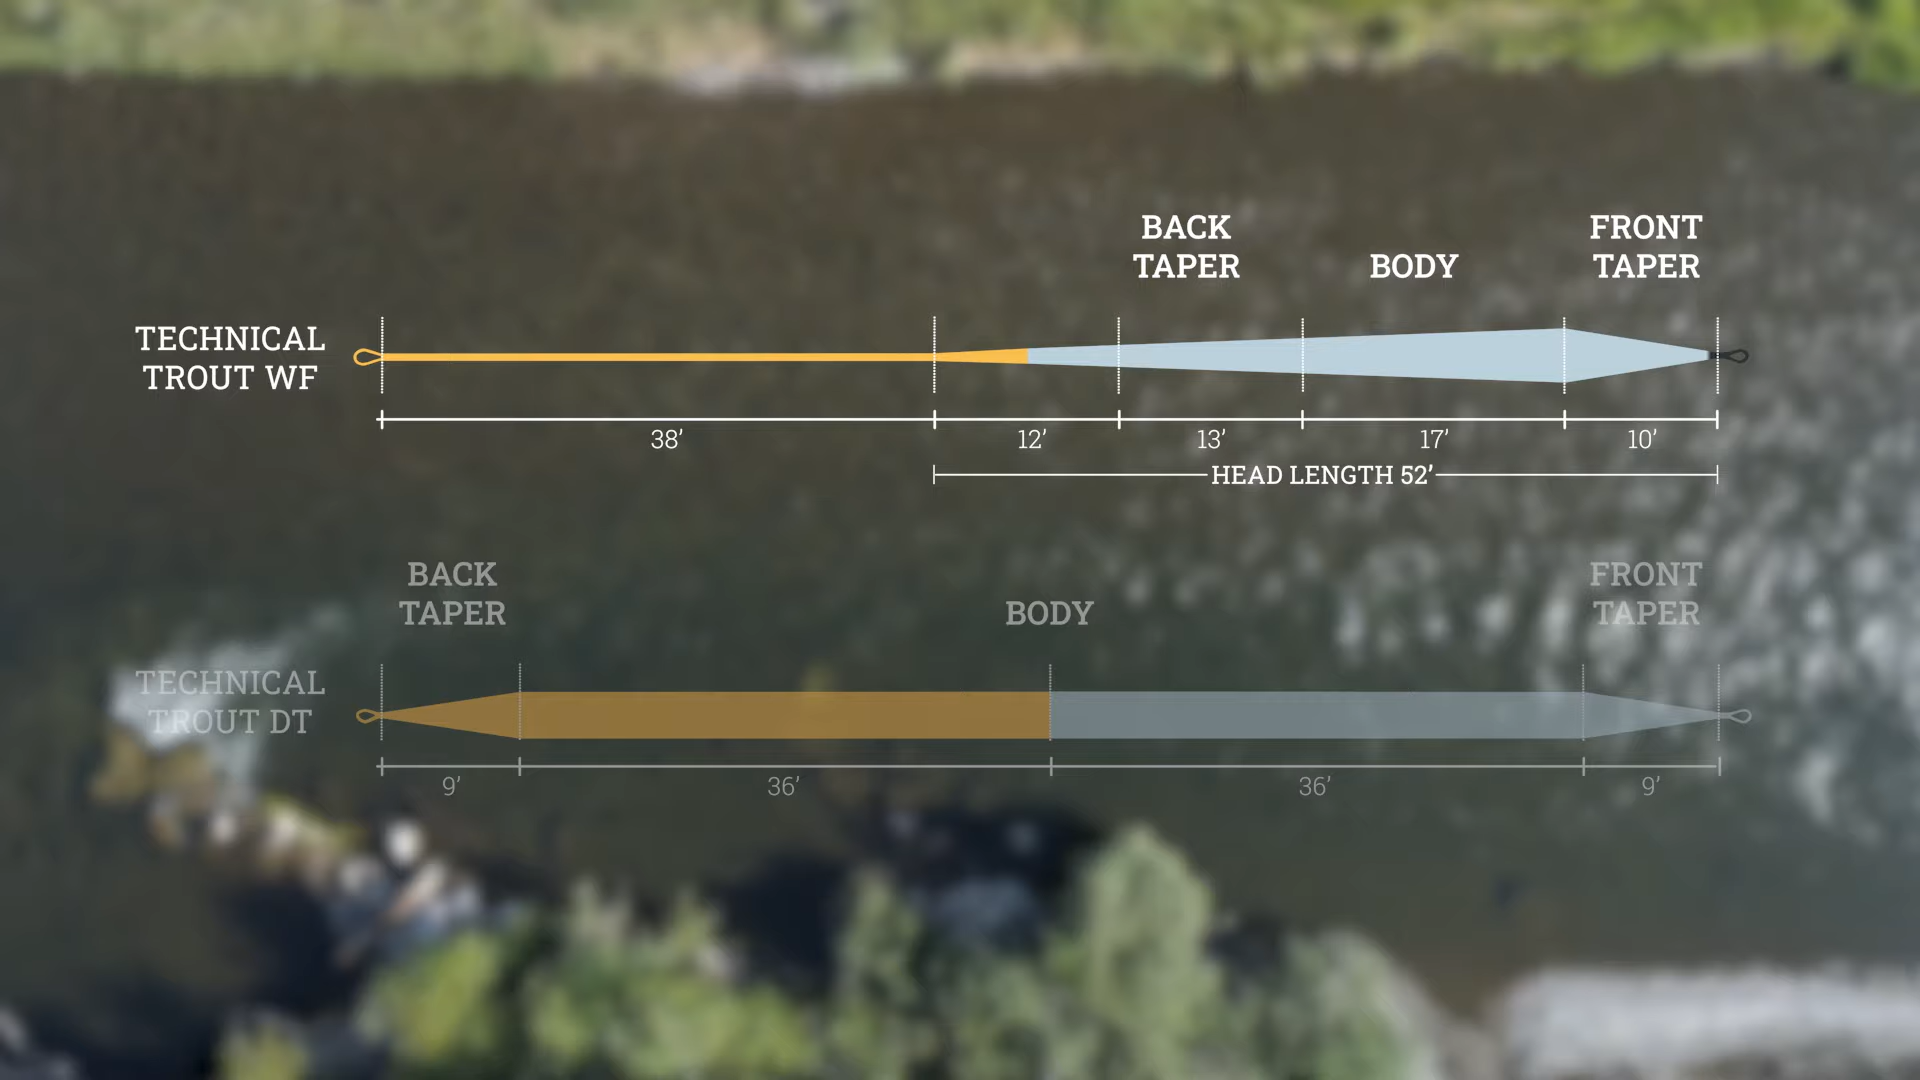 BACK
TAPER
BODY
FRONT
TAPER
TECHNICAL
TROUT WF
38’
12’
13’
17’
10’
HEAD LENGTH 52’
BACK
TAPER
BODY
FRONT
TAPER
TECHNICAL
TROUT DT
9’
36’
36’
9’